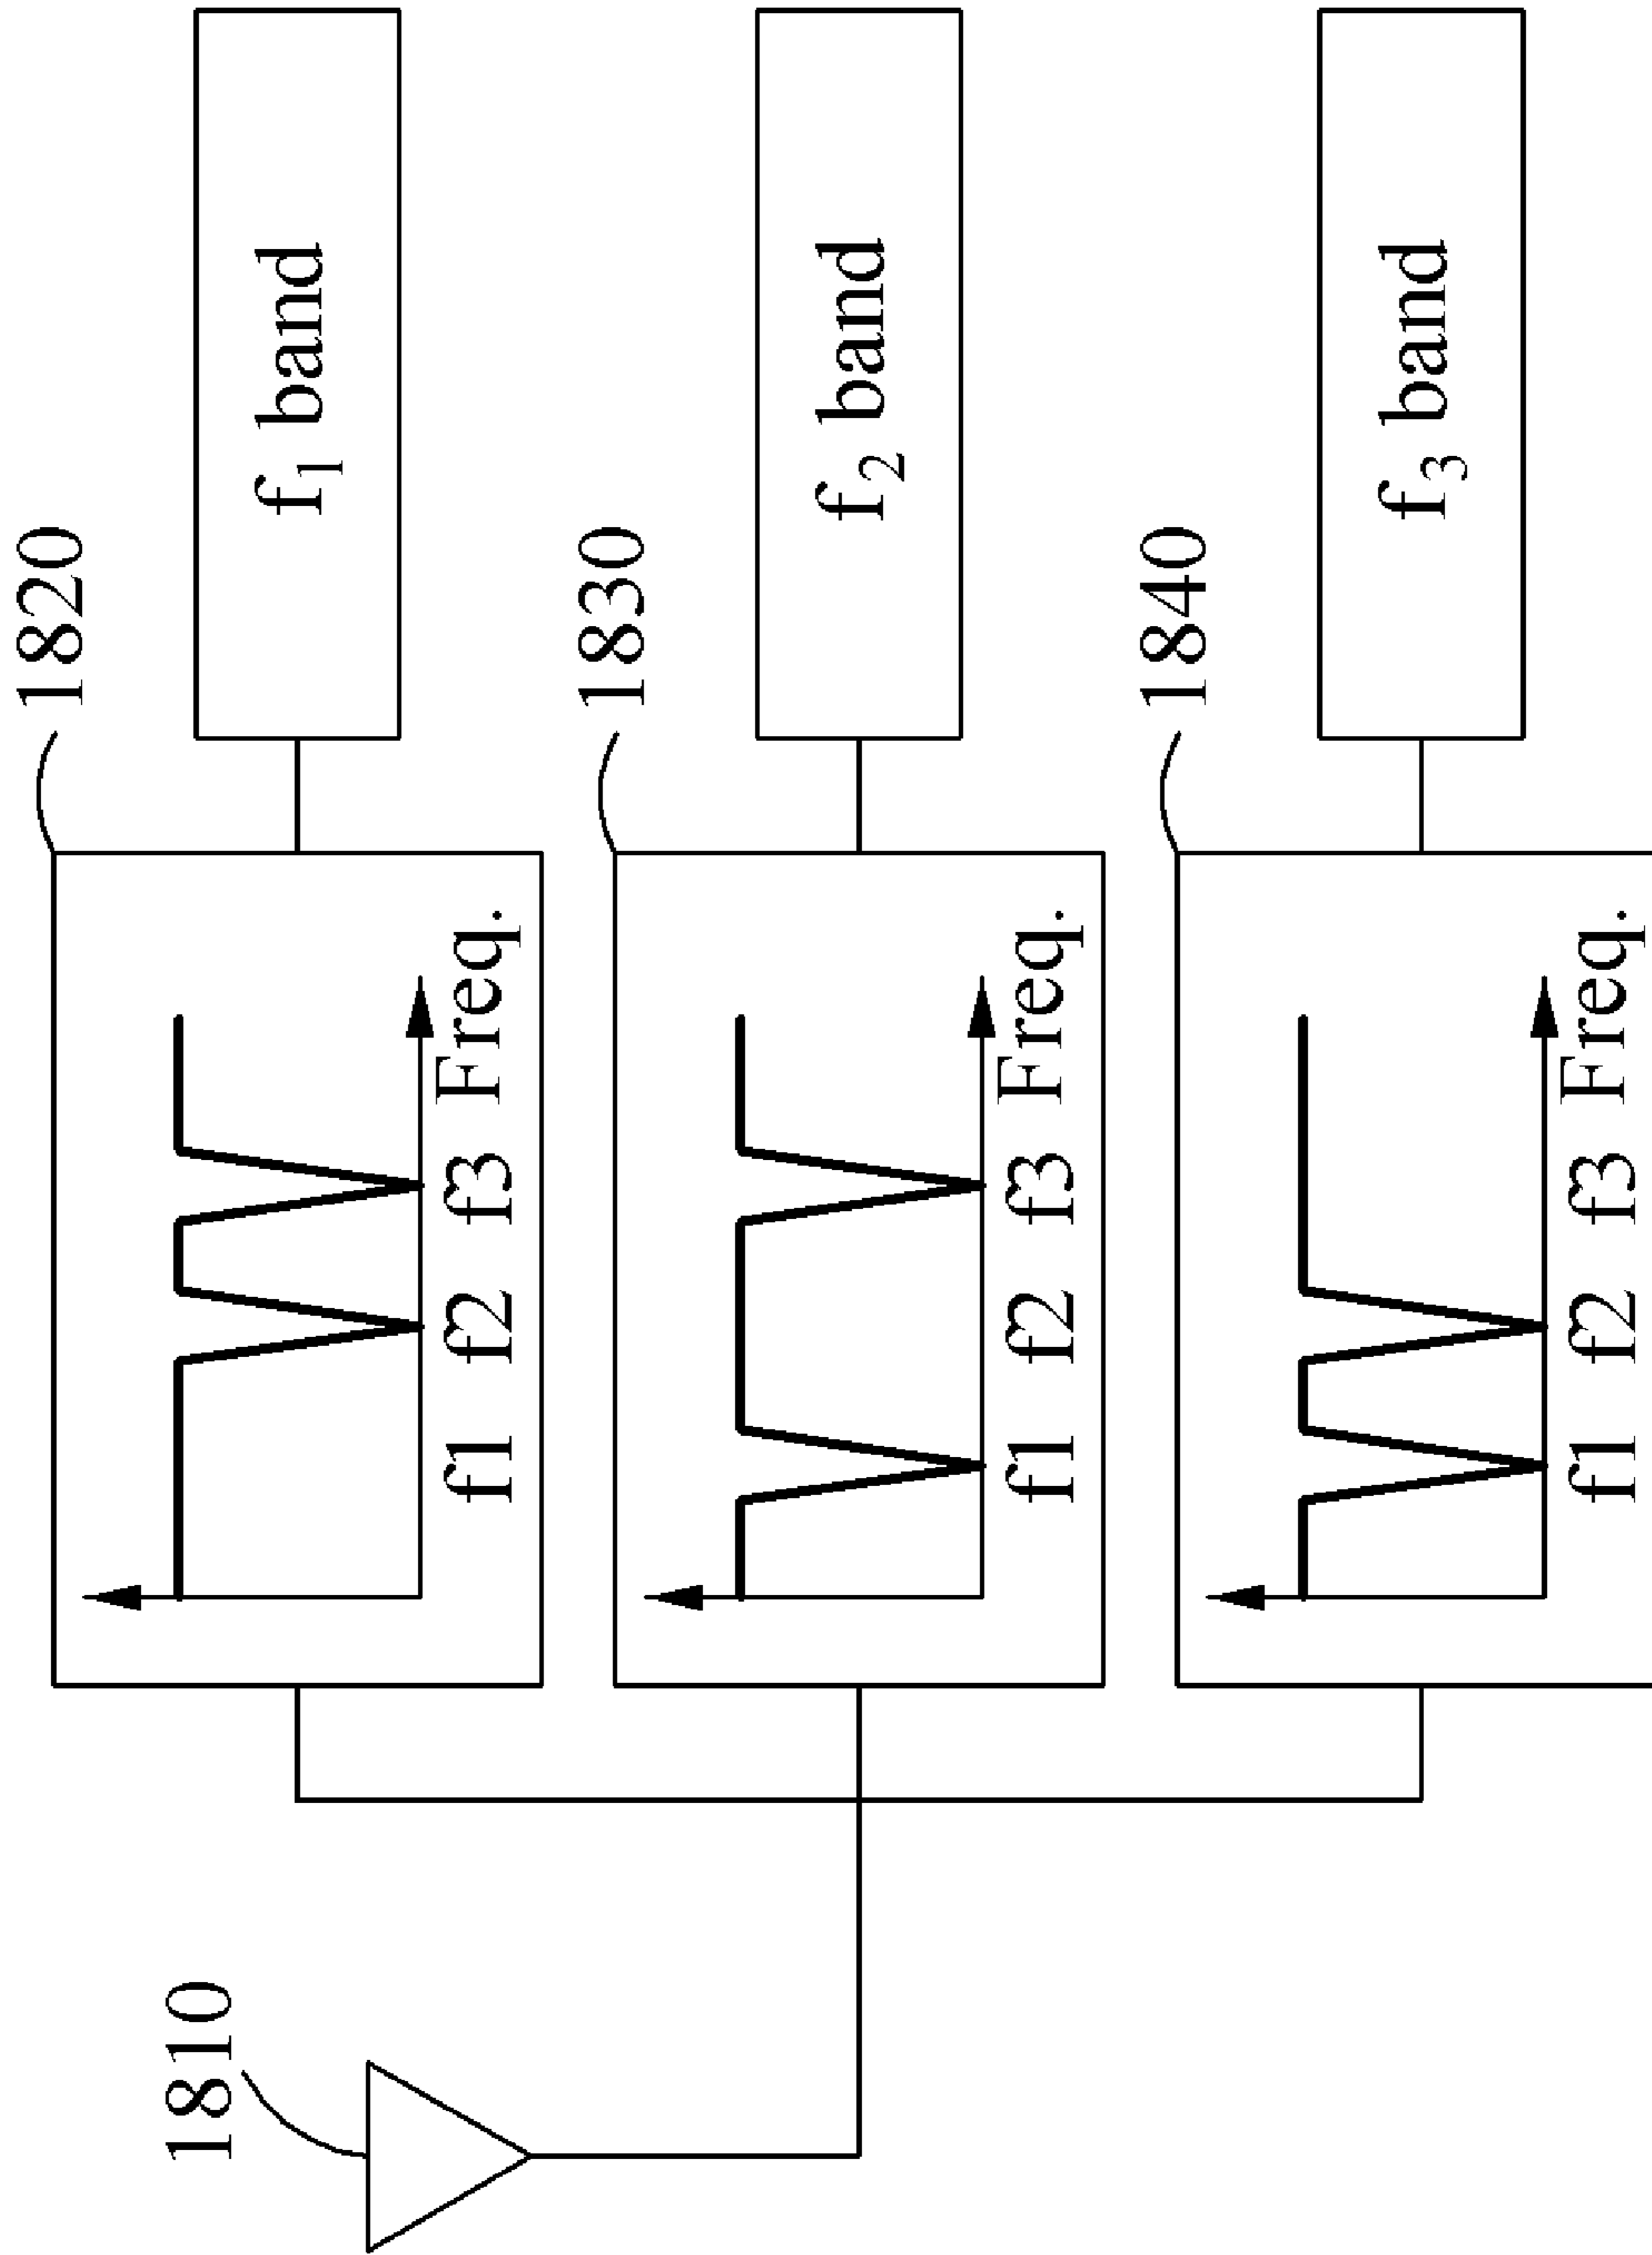 1810
1820
f1 f2 f3 Freq.
f₁ band
1830
f1 f2 f3 Freq.
f₂ band
1840
f1 f2 f3 Freq.
f₃ band